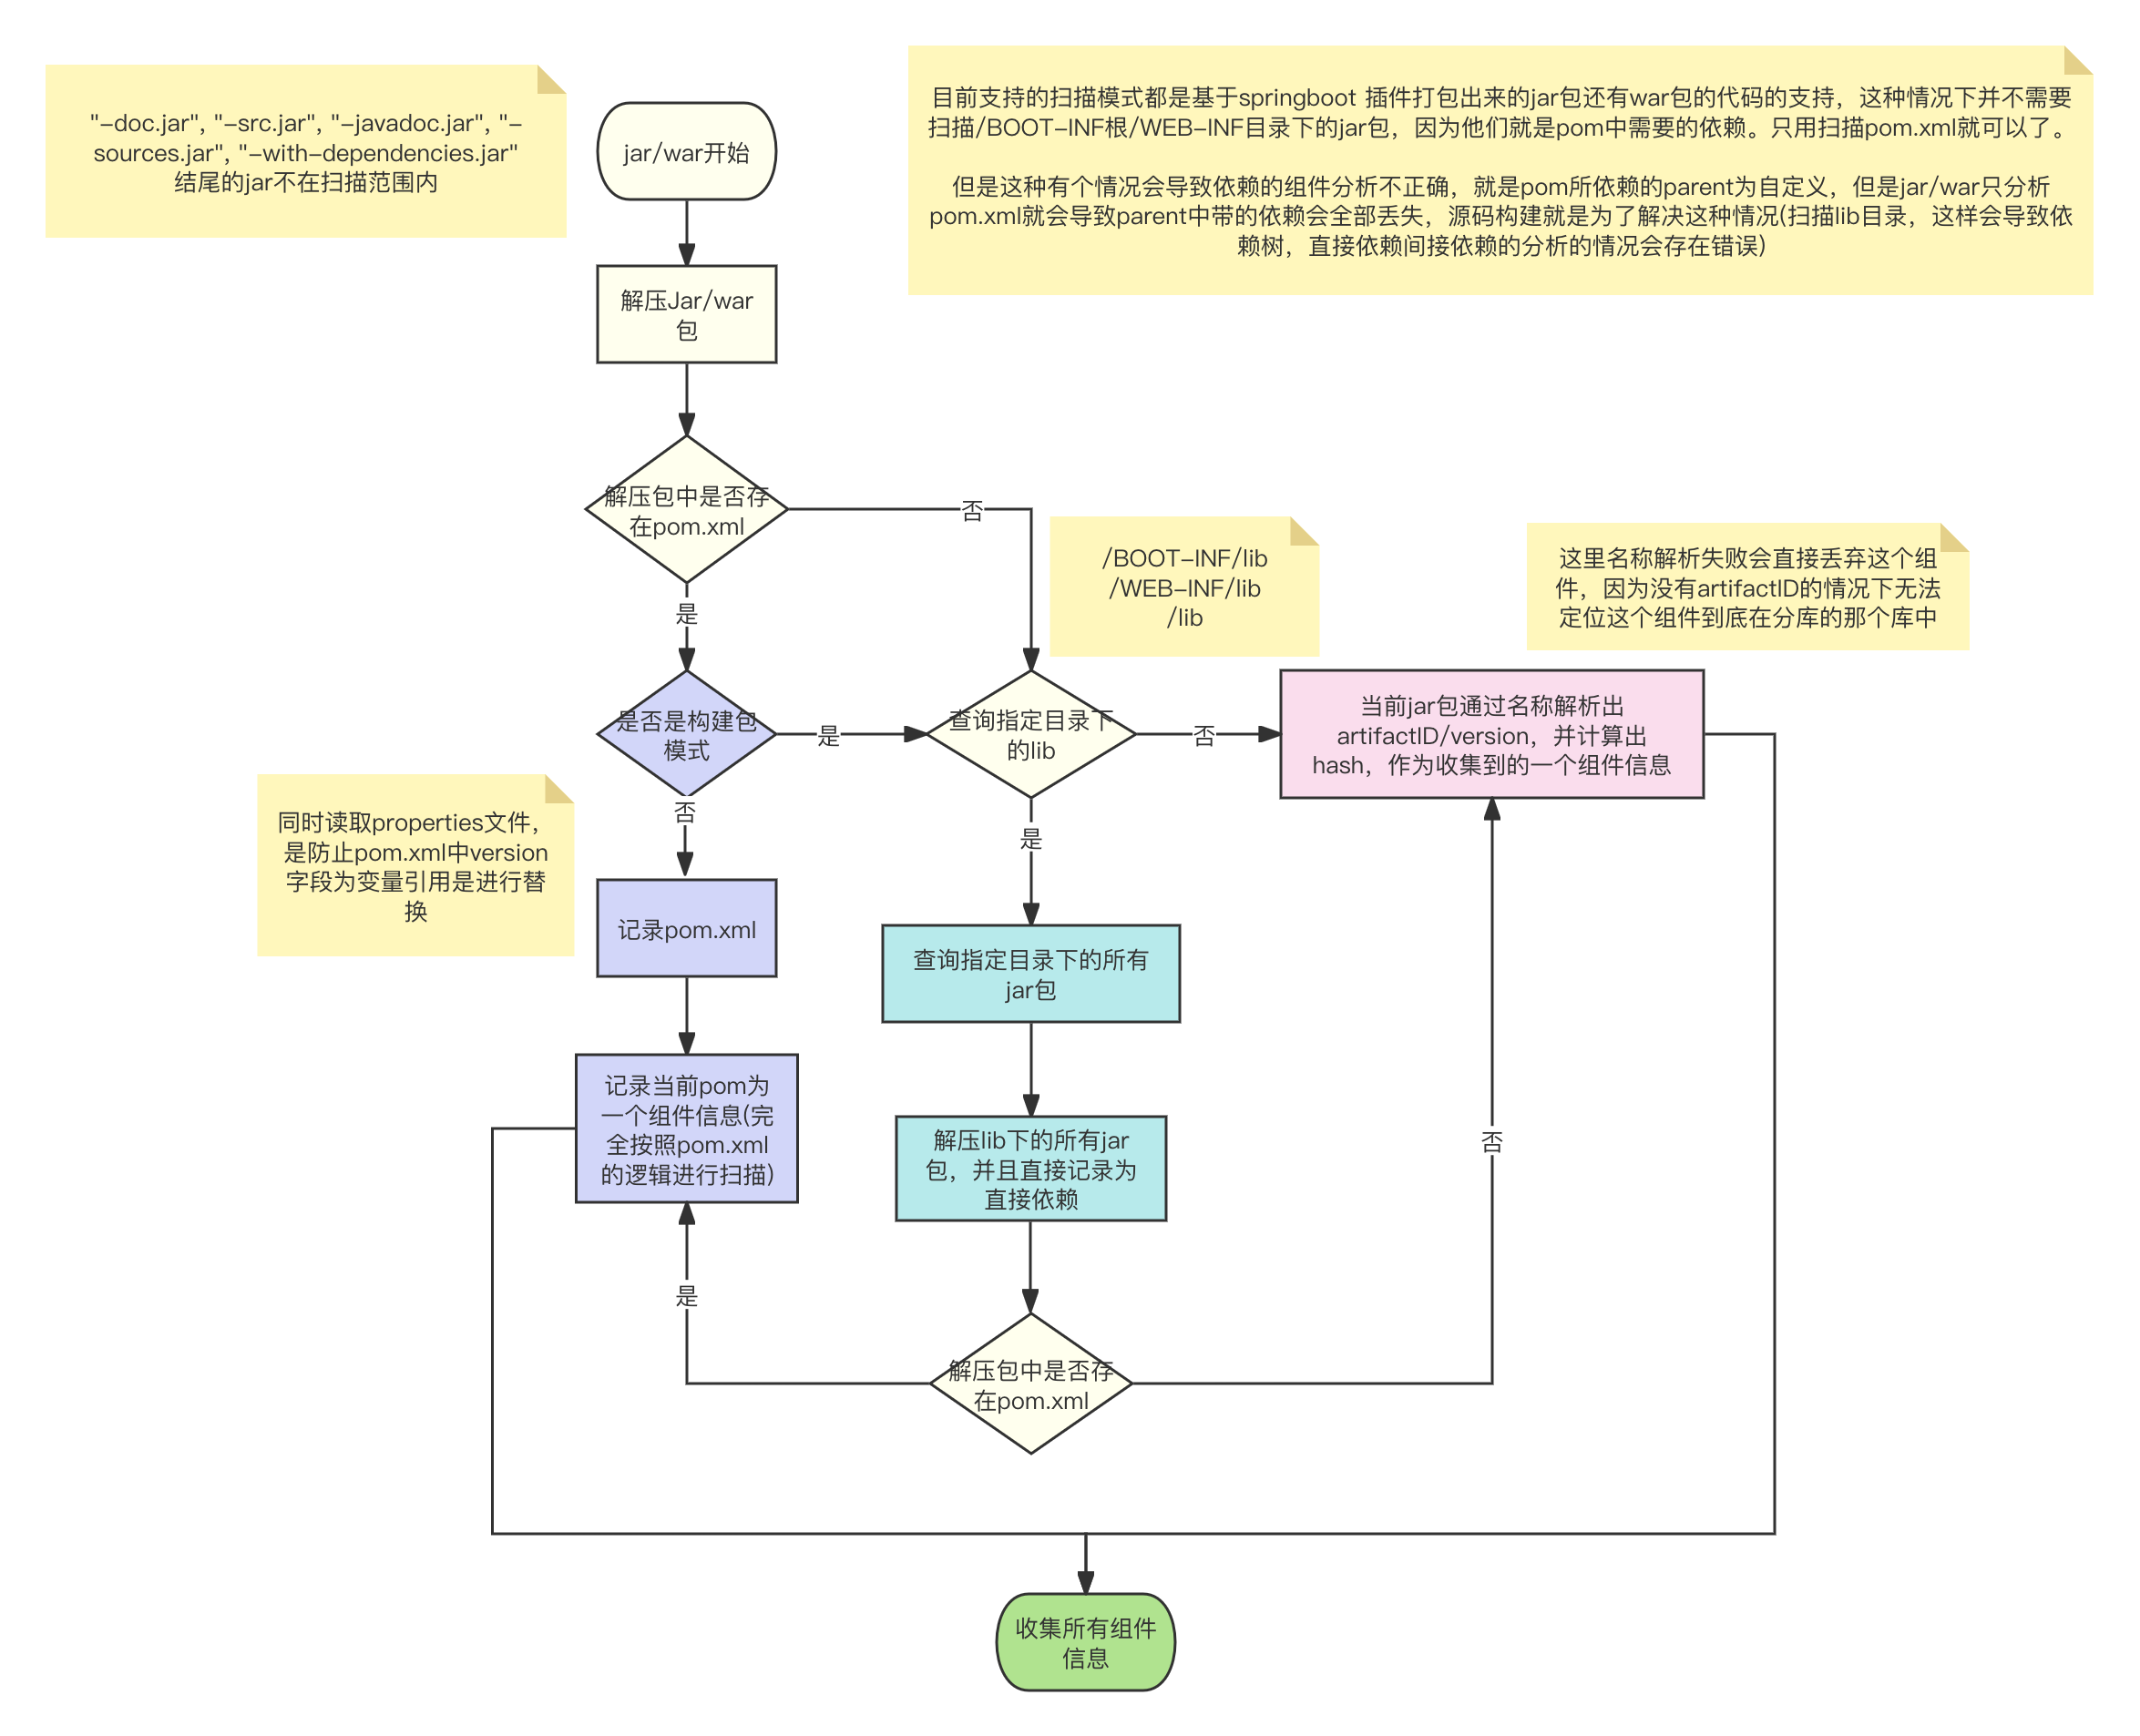 "-doc.jar", "-src.jar", "-javadoc.jar", "-
sources.jar", "-with-dependencies.jar"
结尾的jar不在扫描范围内
目前支持的扫描模式都是基于springboot 插件打包出来的jar包还有war包的代码的支持，这种情况下并不需要
扫描/BOOT-INF根/WEB-INF目录下的jar包，因为他们就是pom中需要的依赖。只用扫描pom.xml就可以了。
但是这种有个情况会导致依赖的组件分析不正确，就是pom所依赖的parent为自定义，但是jar/war只分析
pom.xml就会导致parent中带的依赖会全部丢失，源码构建就是为了解决这种情况(扫描lib目录，这样会导致依
赖树，直接依赖间接依赖的分析的情况会存在错误)
jar/war开始
解压Jar/war
包
解压包中是否存
在pom.xml
否
是
/BOOT-INF/lib
/WEB-INF/lib
/lib
这里名称解析失败会直接丢弃这个组
件，因为没有artifactID的情况下无法
定位这个组件到底在分库的那个库中
是否是构建包
模式
是
查询指定目录下
的lib
否
当前jar包通过名称解析出
artifactID/version，并计算出
hash，作为收集到的一个组件信息
否
是
同时读取properties文件，
是防止pom.xml中version
字段为变量引用是进行替
换
记录pom.xml
查询指定目录下的所有
jar包
记录当前pom为
一个组件信息(完
全按照pom.xml
的逻辑进行扫描)
解压lib下的所有jar
包，并且直接记录为
直接依赖
否
是
解压包中是否存
在pom.xml
收集所有组件
信息